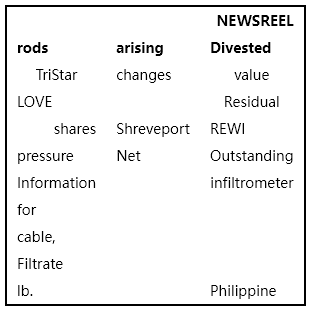 NEWSREEL
rods arising Divested
TriStar changes value
LOVE Residual
shares Shreveport REWI
pressure Net Outstanding
Information infiltrometer
for
cable,
Filtrate
lb. Philippine